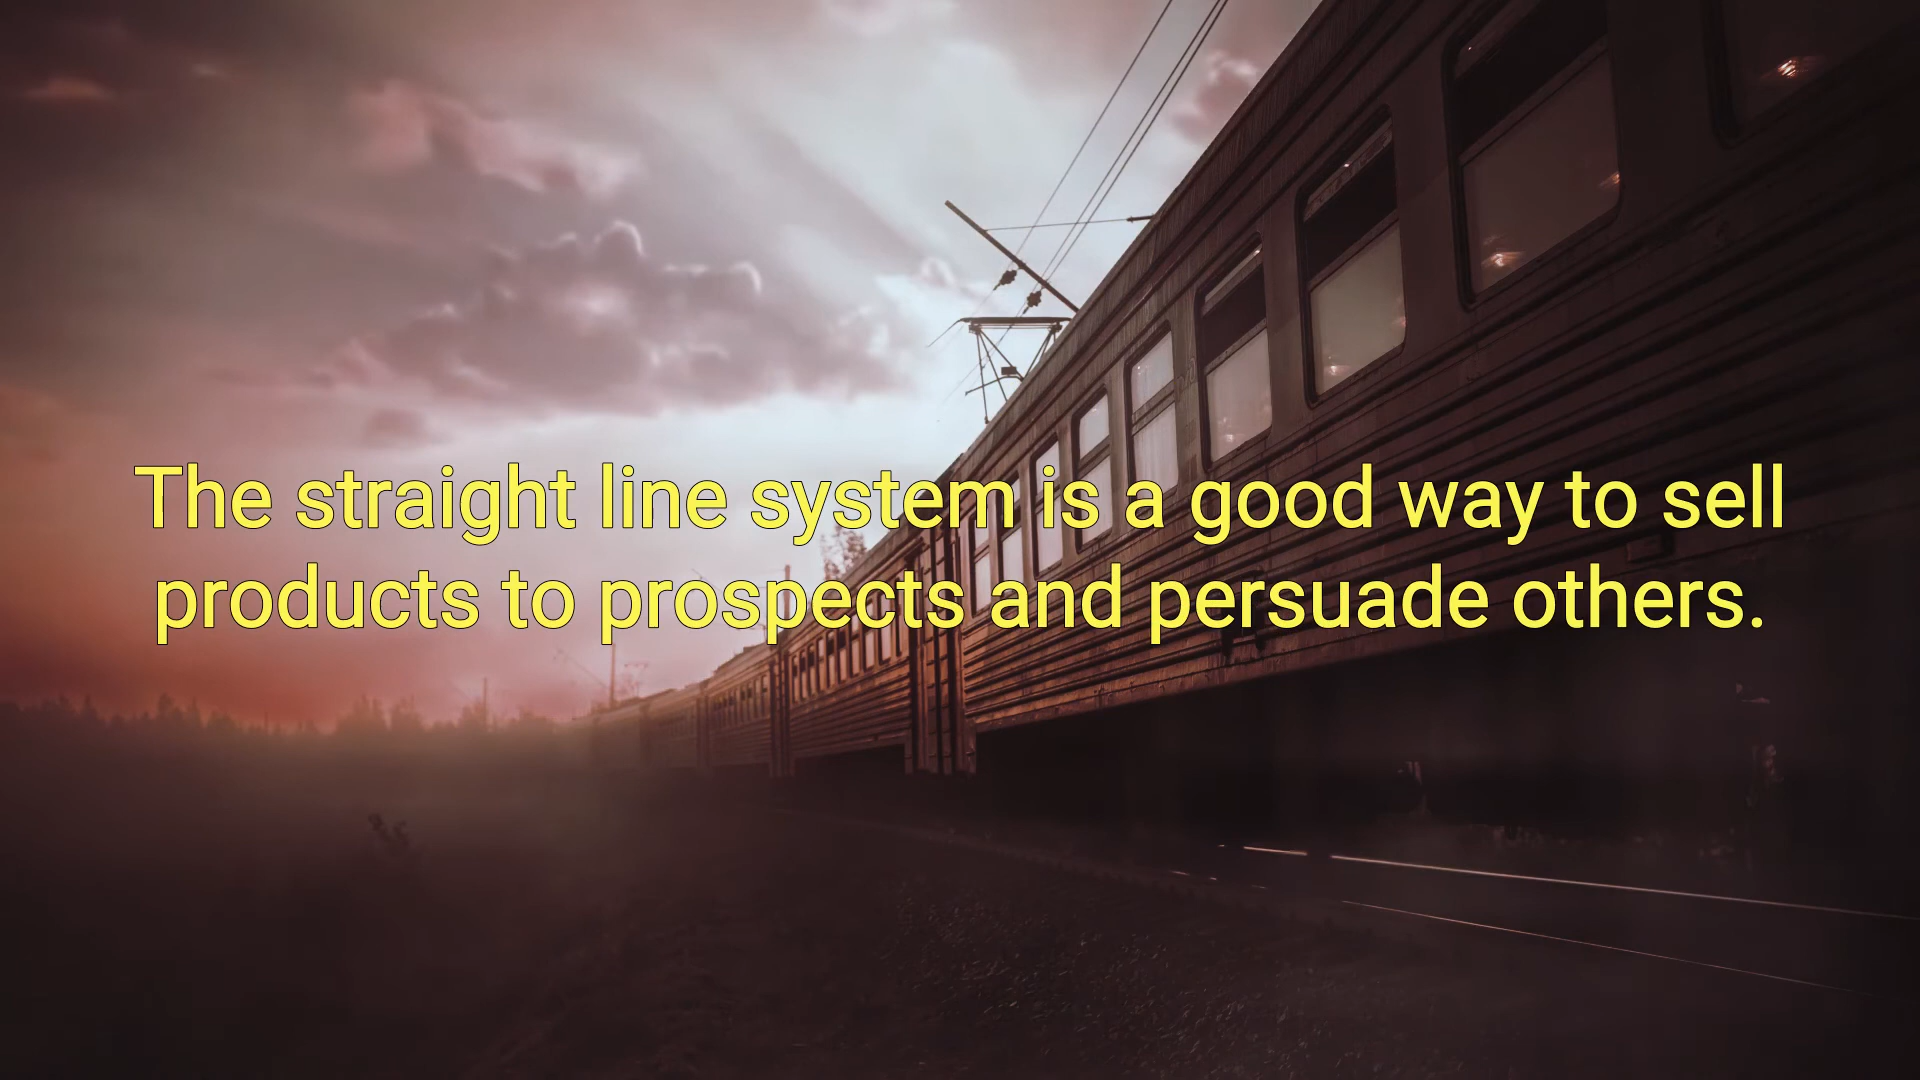 The straight line system is a good way to sell
products to prospects and persuade others.